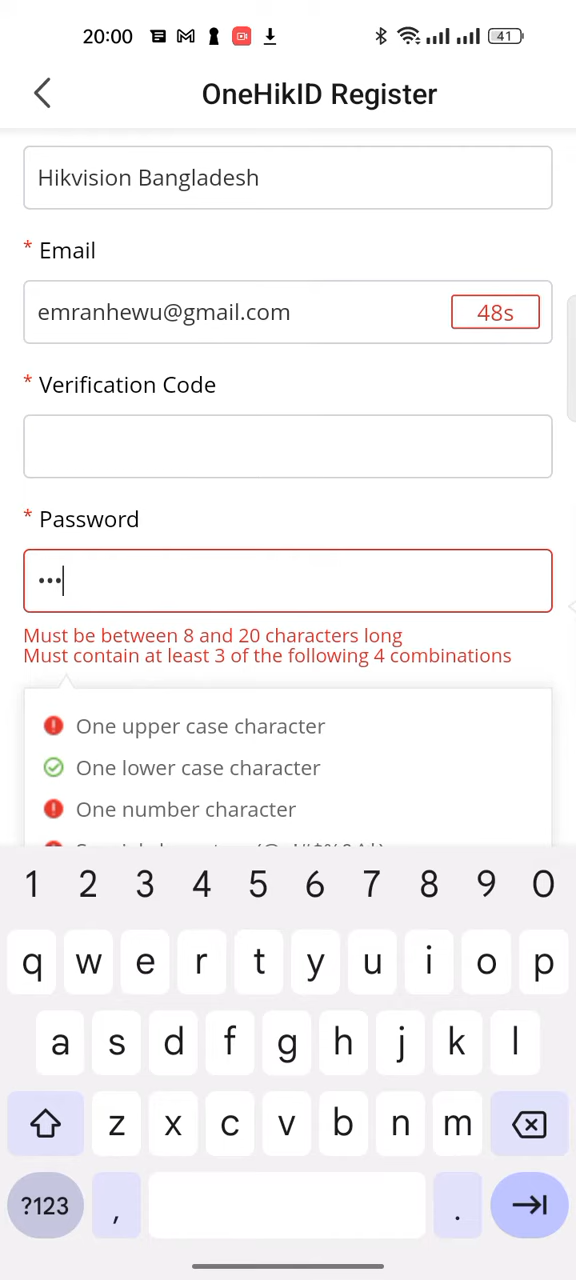 20:00
41
OneHikID Register
Hikvision Bangladesh
* Email
emranhewu@gmail.com
48s
* Verification Code
* Password
•••
Must be between 8 and 20 characters long
Must contain at least 3 of the following 4 combinations
One upper case character
One lower case character
One number character
1 2 3 4 5 6 7 8 9 0
q w e r t y u i o p
a s d f g h j k l
z x c v b n m
?123 , .